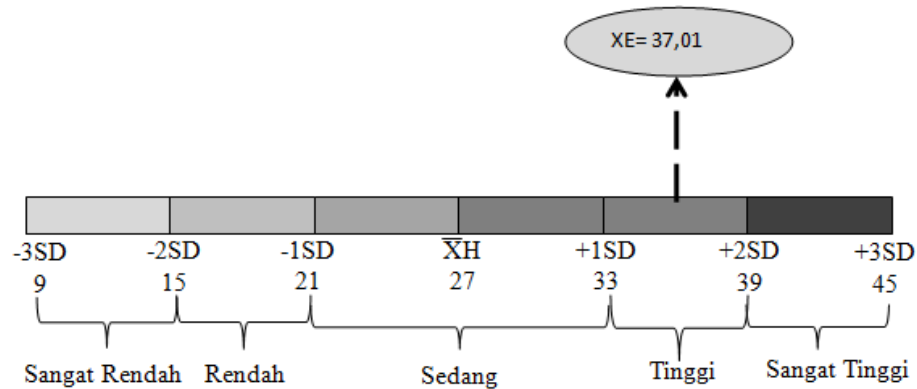 XE= 37,01
-3SD -2SD -1SD X̅H +1SD +2SD +3SD
9 15 21 27 33 39 45
Sangat Rendah Rendah Sedang Tinggi Sangat Tinggi